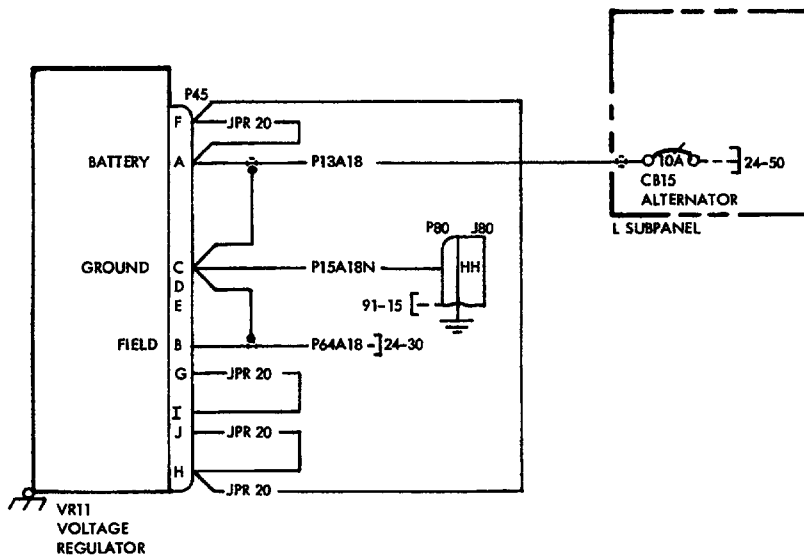 P45
F JPR 20
BATTERY A P13A18 10A 24-50
CB15
ALTERNATOR
P80 J80
L SUBPANEL
GROUND C P15A18N HH
D
E 91-15
FIELD B P64A18 24-30
G JPR 20
I
J JPR 20
H
JPR 20
VR11
VOLTAGE
REGULATOR